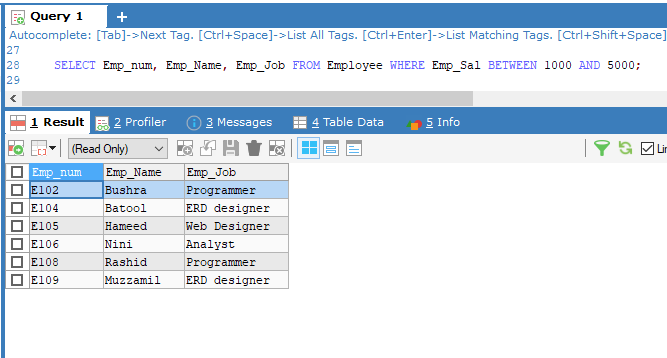 Query 1
Autocomplete: [Tab]->Next Tag. [Ctrl+Space]->List All Tags. [Ctrl+Enter]->List Matching Tags. [Ctrl+Shift+Space]
27
28 SELECT Emp_num, Emp_Name, Emp_Job FROM Employee WHERE Emp_Sal BETWEEN 1000 AND 5000;
29
1 Result 2 Profiler 3 Messages 4 Table Data 5 Info
(Read Only) Li
Emp_num Emp_Name Emp_Job
E102 Bushra Programmer
E104 Batool ERD designer
E105 Hameed Web Designer
E106 Nini Analyst
E108 Rashid Programmer
E109 Muzzamil ERD designer